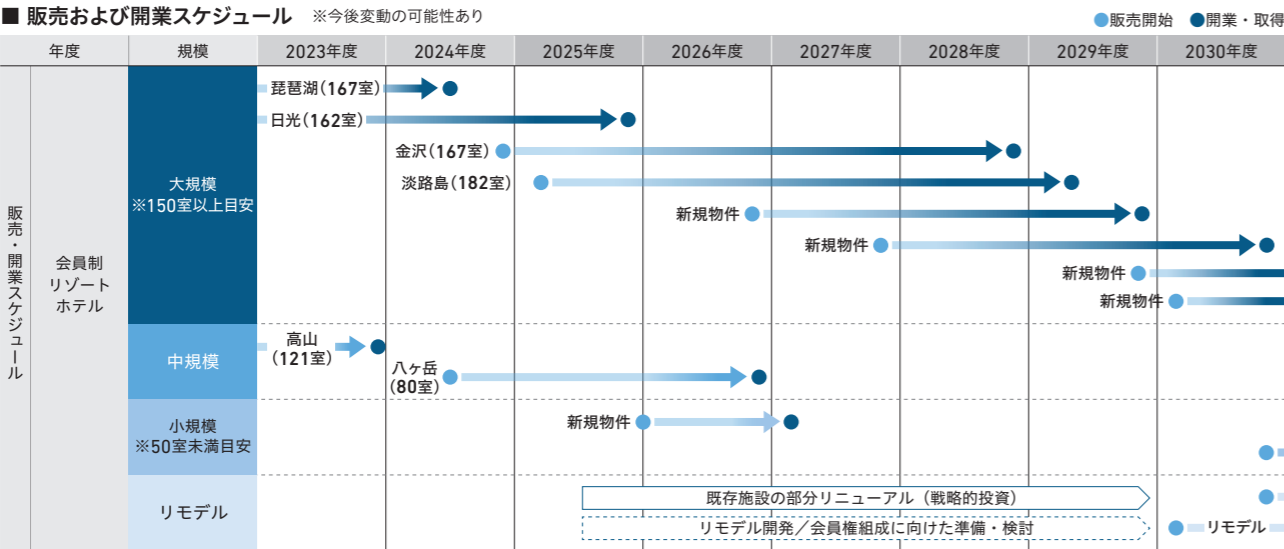 ■ 販売および開業スケジュール ※今後変動の可能性あり
●販売開始 ●開業・取得
年度 規模 2023年度 2024年度 2025年度 2026年度 2027年度 2028年度 2029年度 2030年度
販売・開業スケジュール
会員制
リゾート
ホテル
大規模
※150室以上目安
琵琶湖(167室)
日光(162室)
金沢(167室)
淡路島(182室)
新規物件
新規物件
新規物件
新規物件
中規模
高山
(121室)
八ヶ岳
(80室)
小規模
※50室未満目安
新規物件
リモデル
既存施設の部分リニューアル（戦略的投資）
リモデル開発／会員権組成に向けた準備・検討
リモデル